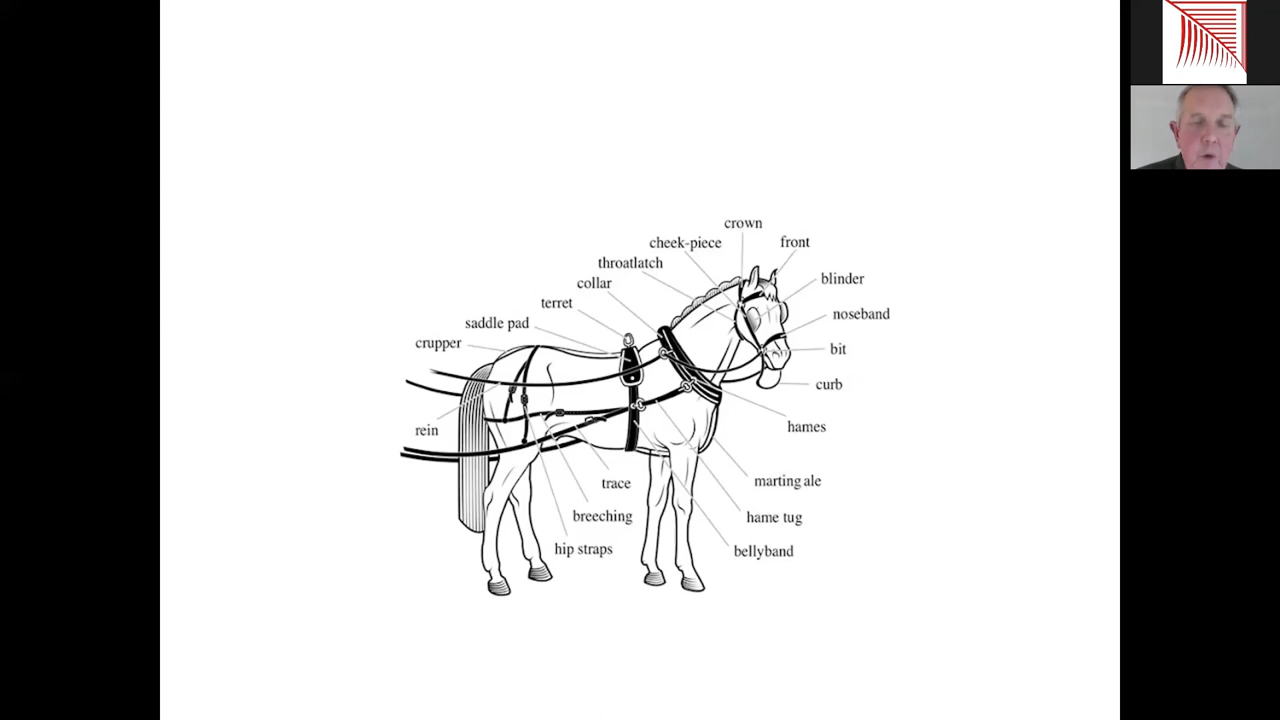 crown
cheek-piece
front
throatlatch
blinder
collar
terret
noseband
saddle pad
crupper
bit
curb
rein
hames
trace
marting ale
breeching
hame tug
hip straps
bellyband